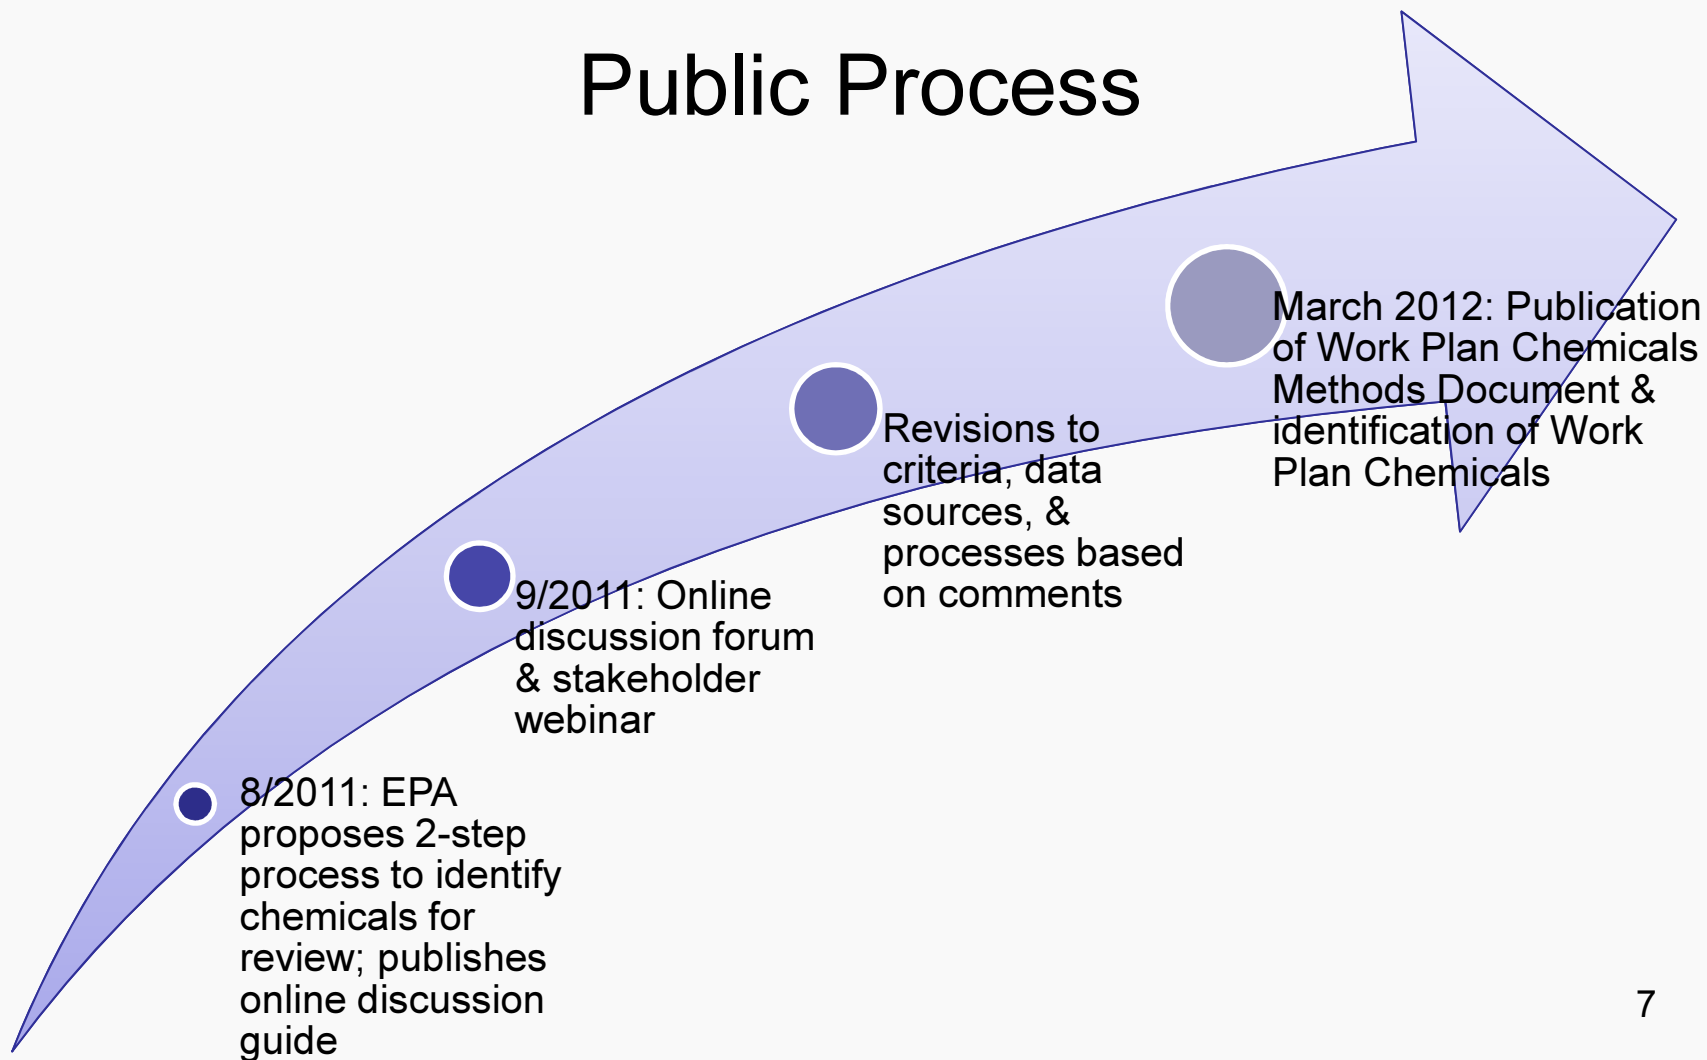 Public Process
8/2011: EPA
proposes 2-step
process to identify
chemicals for
review; publishes
online discussion
guide
9/2011: Online
discussion forum
& stakeholder
webinar
Revisions to
criteria, data
sources, &
processes based
on comments
March 2012: Publication
of Work Plan Chemicals
Methods Document &
identification of Work
Plan Chemicals
7